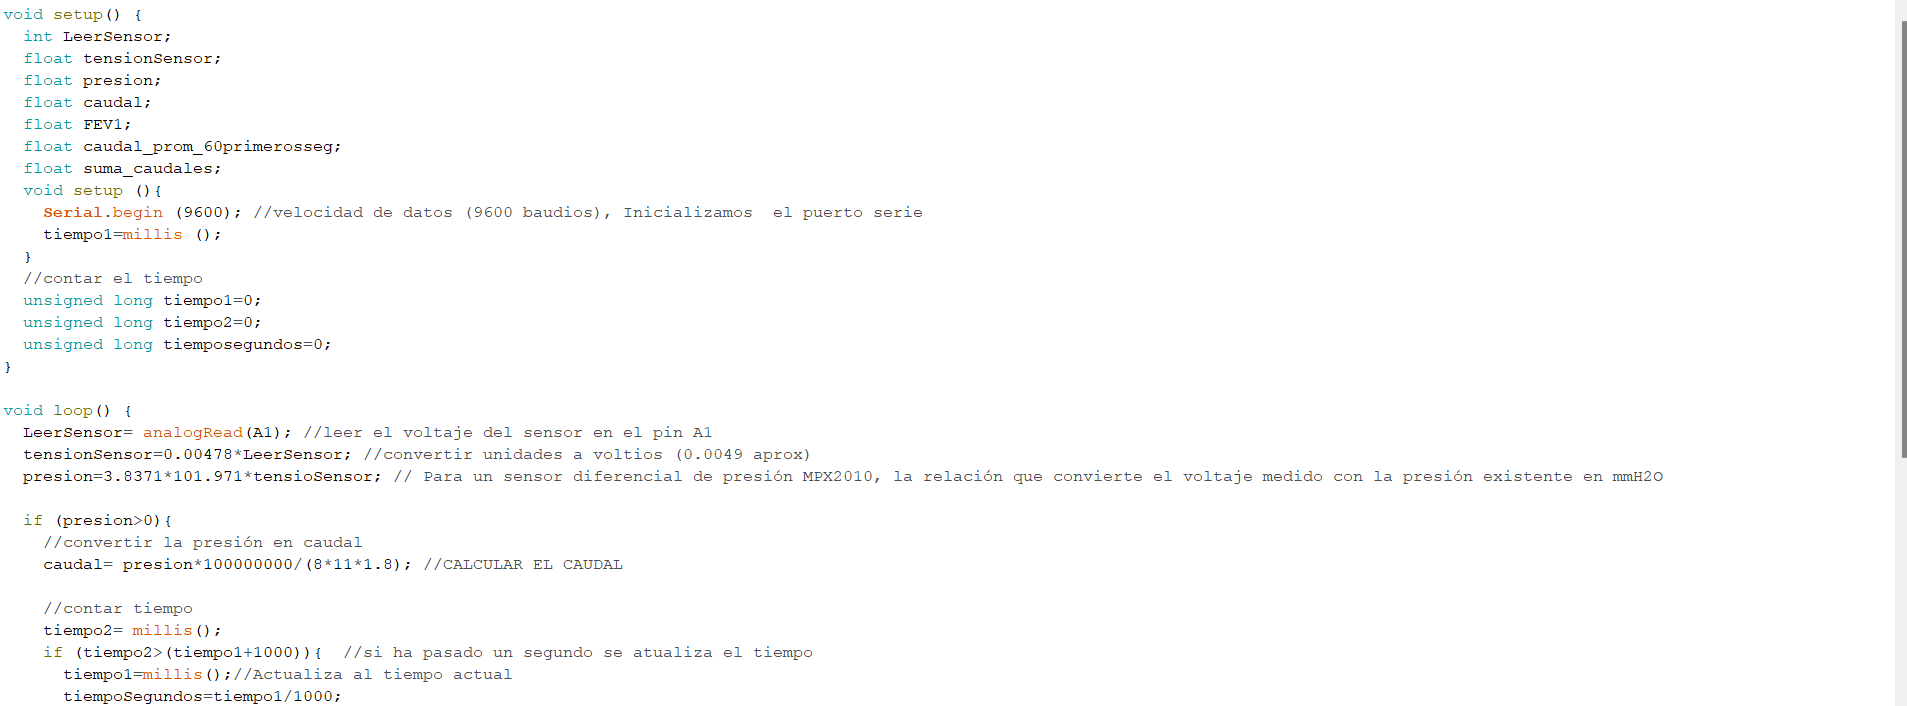 void setup() {
int LeerSensor;
float tensionSensor;
float presion;
float caudal;
float FEV1;
float caudal_prom_60primerosseg;
float suma_caudales;
void setup (){
Serial.begin (9600); //velocidad de datos (9600 baudios), Inicializamos  el puerto serie
tiempo1=millis ();
}
//contar el tiempo
unsigned long tiempo1=0;
unsigned long tiempo2=0;
unsigned long tiemposegundos=0;
}
void loop() {
LeerSensor= analogRead(A1); //leer el voltaje del sensor en el pin A1
tensionSensor=0.00478*LeerSensor; //convertir unidades a voltios (0.0049 aprox)
presion=3.8371*101.971*tensioSensor; // Para un sensor diferencial de presión MPX2010, la relación que convierte el voltaje medido con la presión existente en mmH2O
if (presion>0){
//convertir la presión en caudal
caudal= presion*100000000/(8*11*1.8); //CALCULAR EL CAUDAL
//contar tiempo
tiempo2= millis();
if (tiempo2>(tiempo1+1000)){  //si ha pasado un segundo se atualiza el tiempo
tiempo1=millis();//Actualiza al tiempo actual
tiempoSegundos=tiempo1/1000;